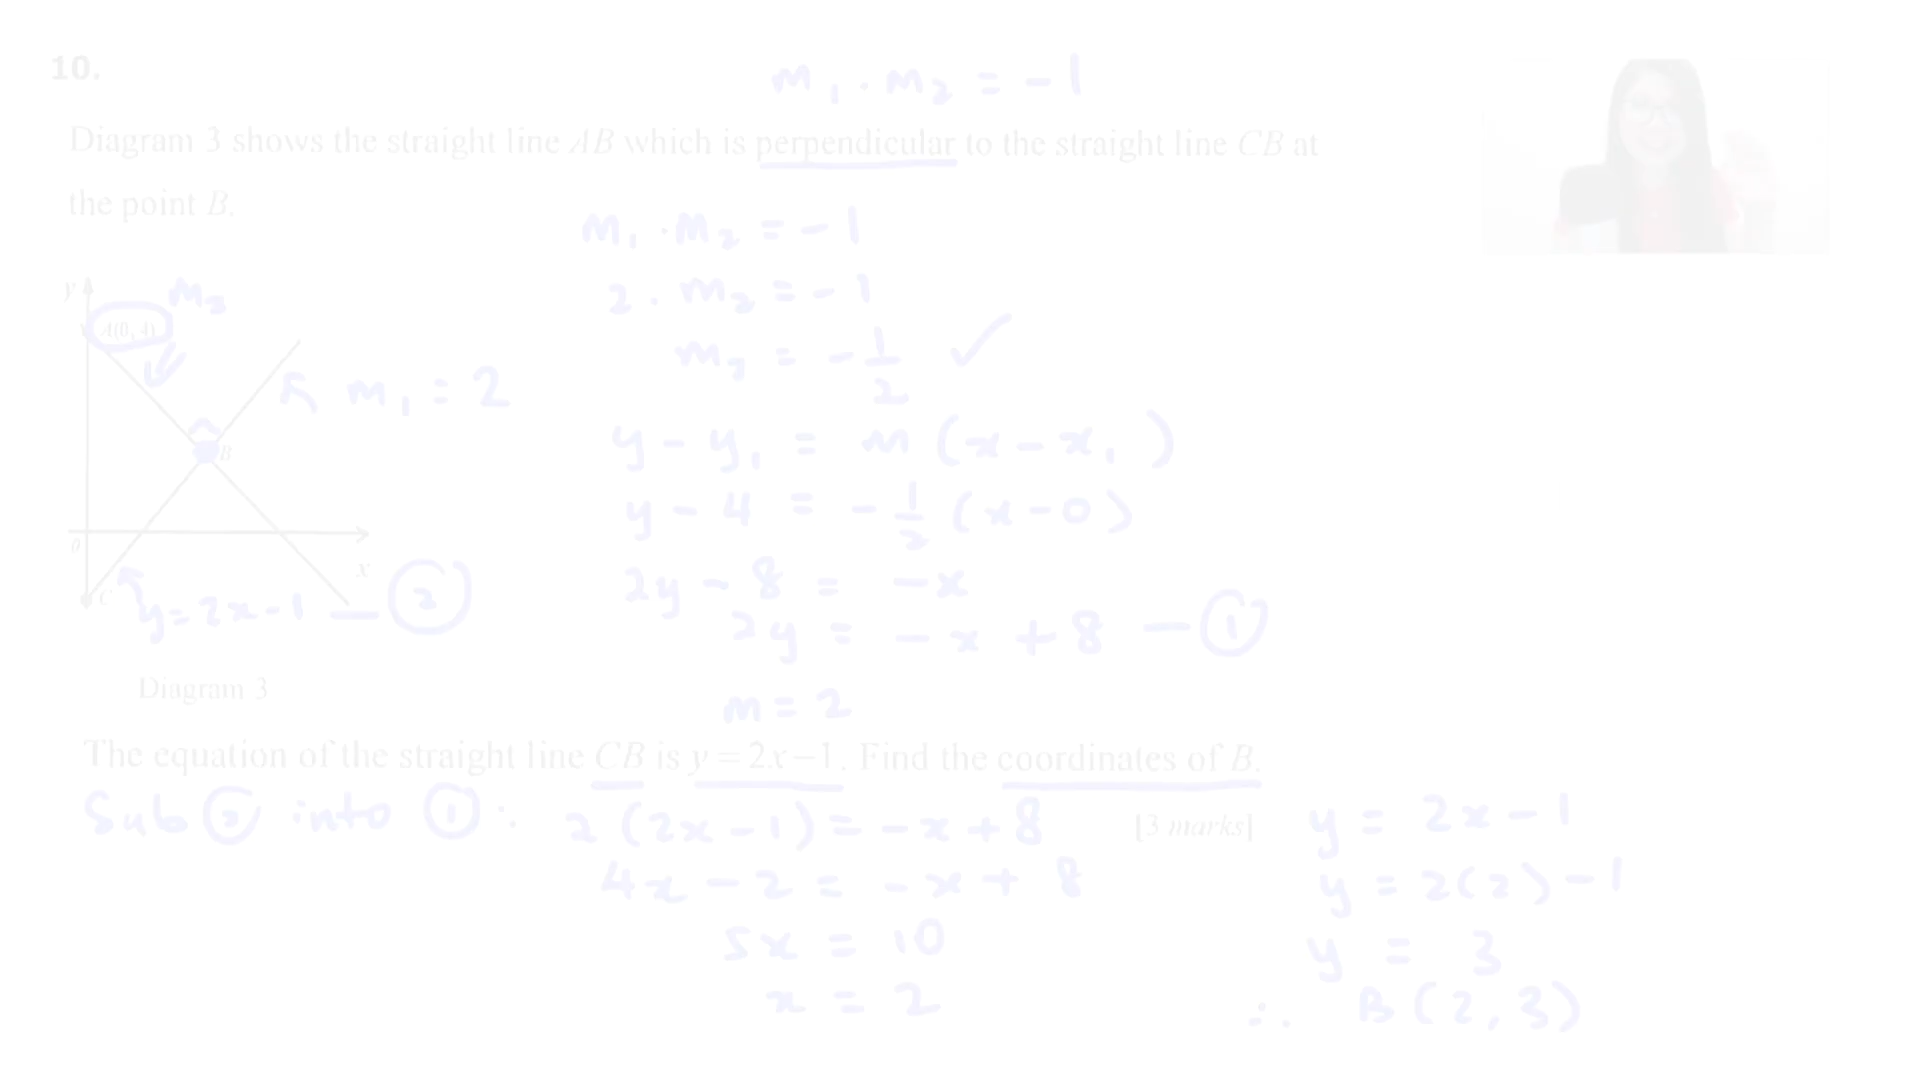 10.
m₁ · m₂ = -1
Diagram 3 shows the straight line AB which is perpendicular to the straight line CB at
the point B.
m₁ · m₂ = -1
2 · m₂ = -1
m₂ = -1/2 ✓
y
m₂
A(0, 4)
m₁ = 2
B
y - y₁ = m (x - x₁)
y - 4 = -1/2 (x - 0)
0
x
C
y = 2x - 1 — ②
2y - 8 = -x
2y = -x + 8 — ①
Diagram 3
m = 2
The equation of the straight line CB is y = 2x−1. Find the coordinates of B.
[3 marks]
Sub ② into ① :
2 (2x - 1) = -x + 8
4x - 2 = -x + 8
5x = 10
x = 2
y = 2x - 1
y = 2(2) - 1
y = 3
∴ B (2, 3)